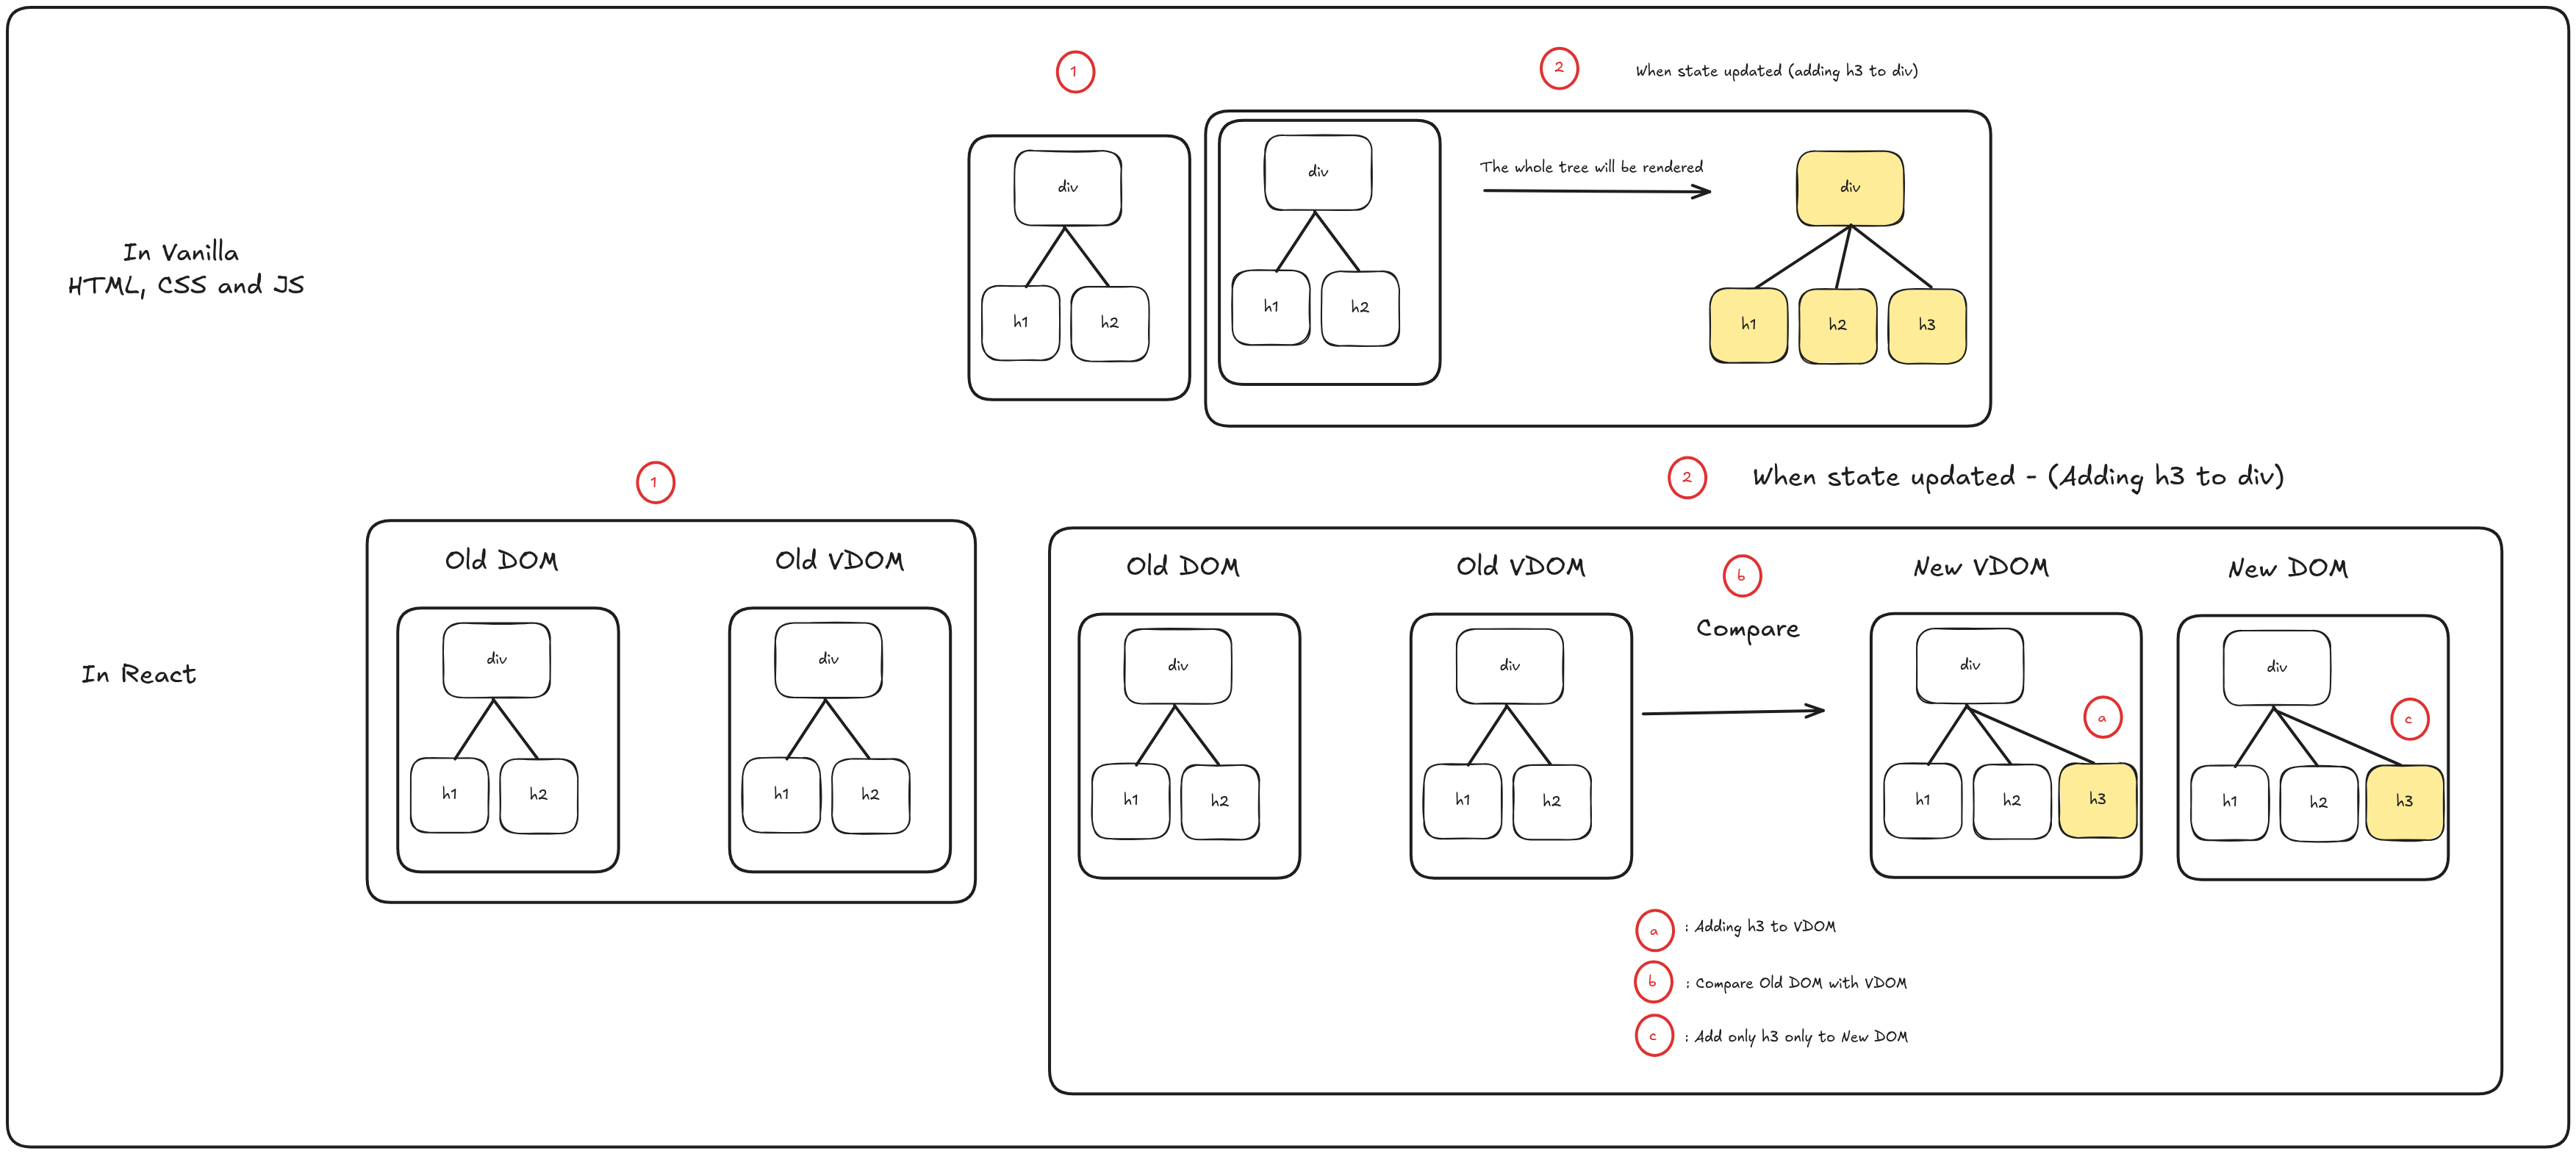 1
2
When state updated (adding h3 to div)
div
h1
h2
div
h1
h2
The whole tree will be rendered
div
h1
h2
h3
In Vanilla
HTML, CSS and JS
1
2
When state updated - (Adding h3 to div)
In React
Old DOM
div
h1
h2
Old VDOM
div
h1
h2
Old DOM
div
h1
h2
Old VDOM
div
h1
h2
b
Compare
New VDOM
div
a
h1
h2
h3
New DOM
div
c
h1
h2
h3
a : Adding h3 to VDOM
b : Compare Old DOM with VDOM
c : Add only h3 only to New DOM